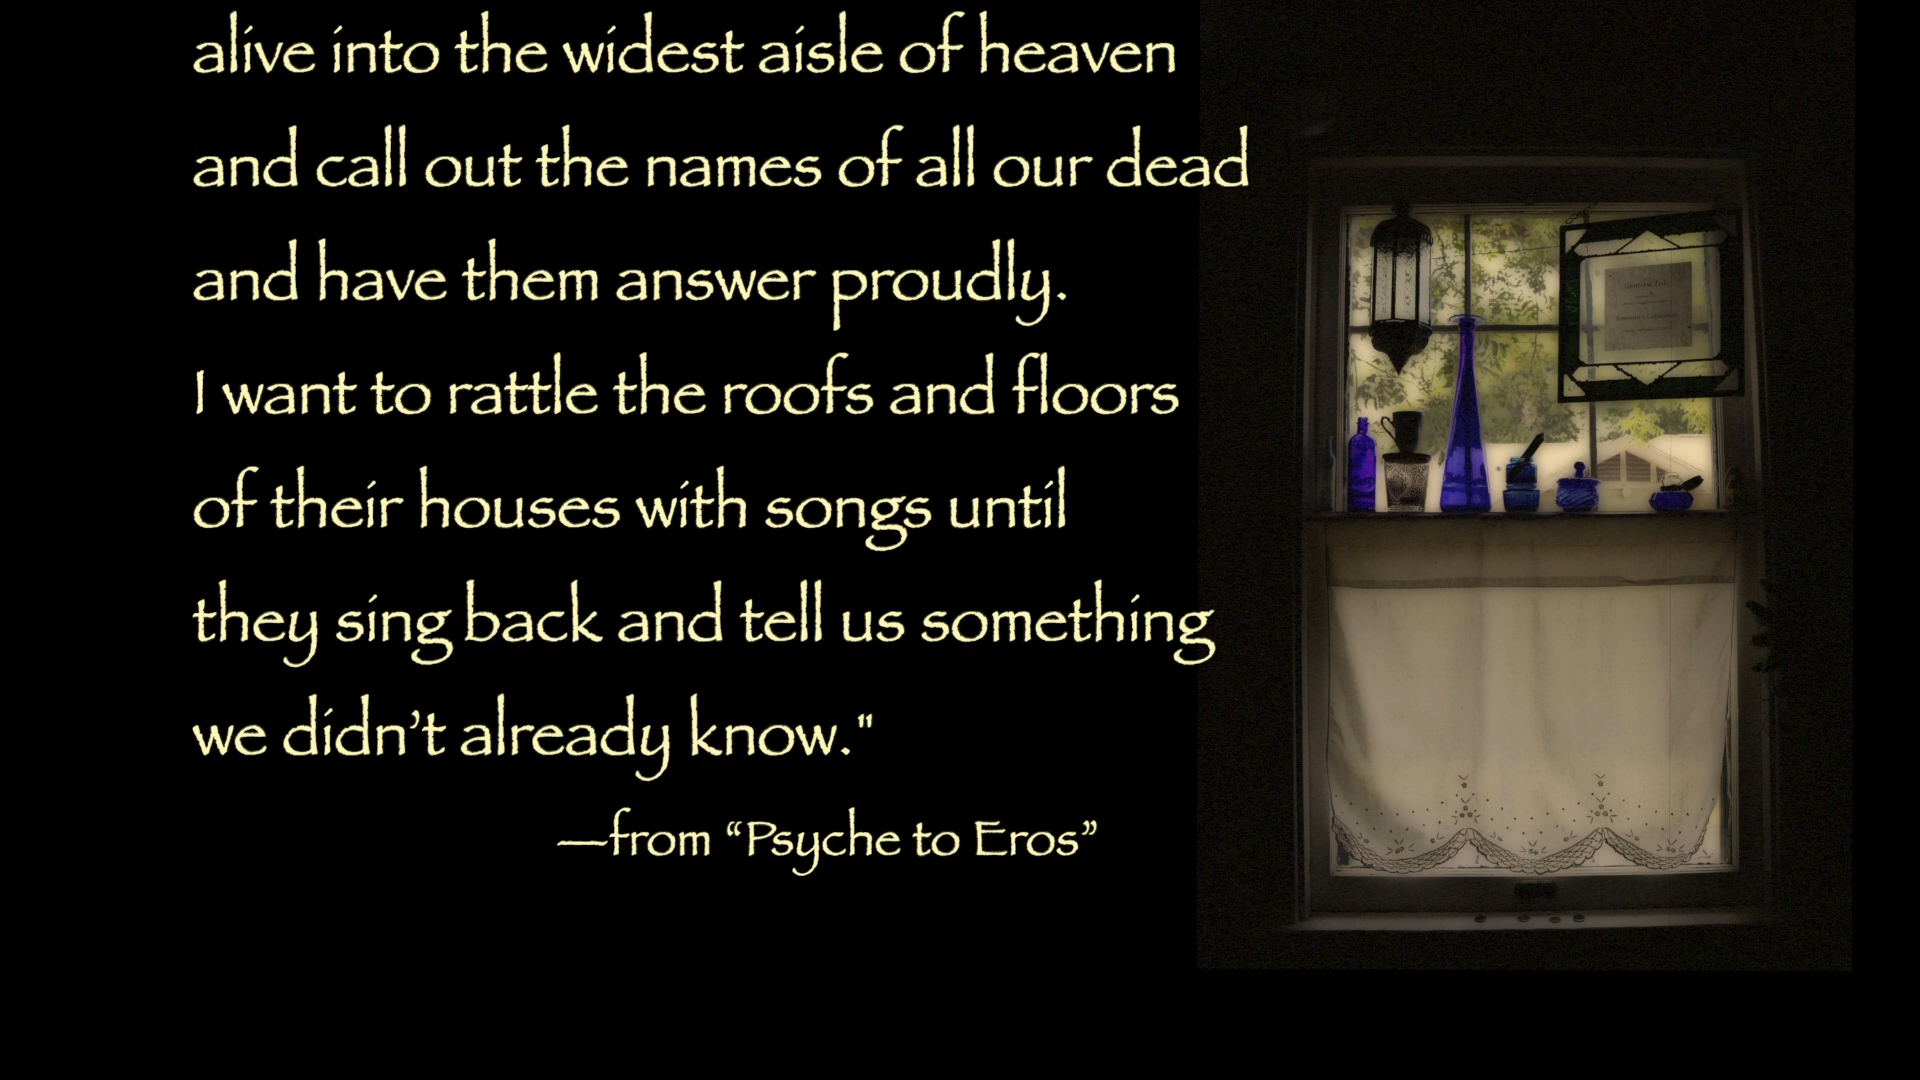 alive into the widest aisle of heaven
and call out the names of all our dead
and have them answer proudly.
I want to rattle the roofs and floors
of their houses with songs until
they sing back and tell us something
we didn’t already know."
—from “Psyche to Eros”